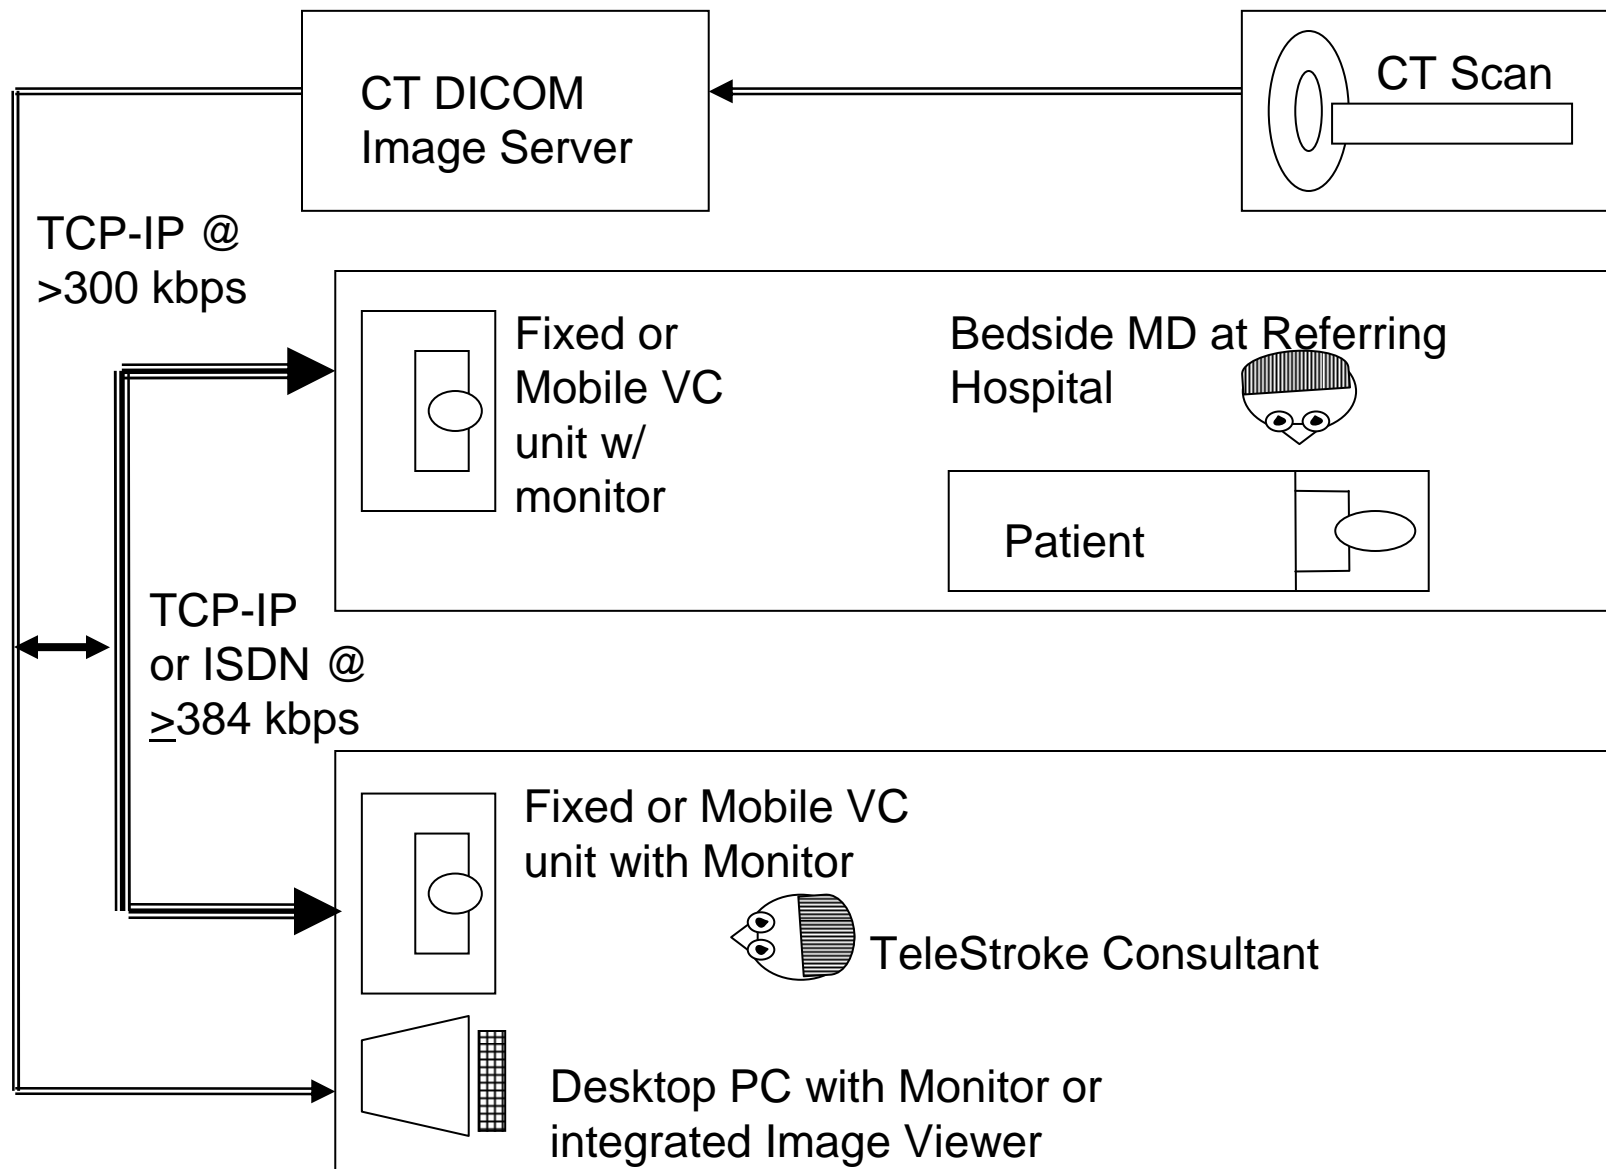 CT DICOM
Image Server
CT Scan
TCP-IP @
>300 kbps
Fixed or
Mobile VC
unit w/
monitor
Bedside MD at Referring
Hospital
Patient
TCP-IP
or ISDN @
≥384 kbps
Fixed or Mobile VC
unit with Monitor
TeleStroke Consultant
Desktop PC with Monitor or
integrated Image Viewer